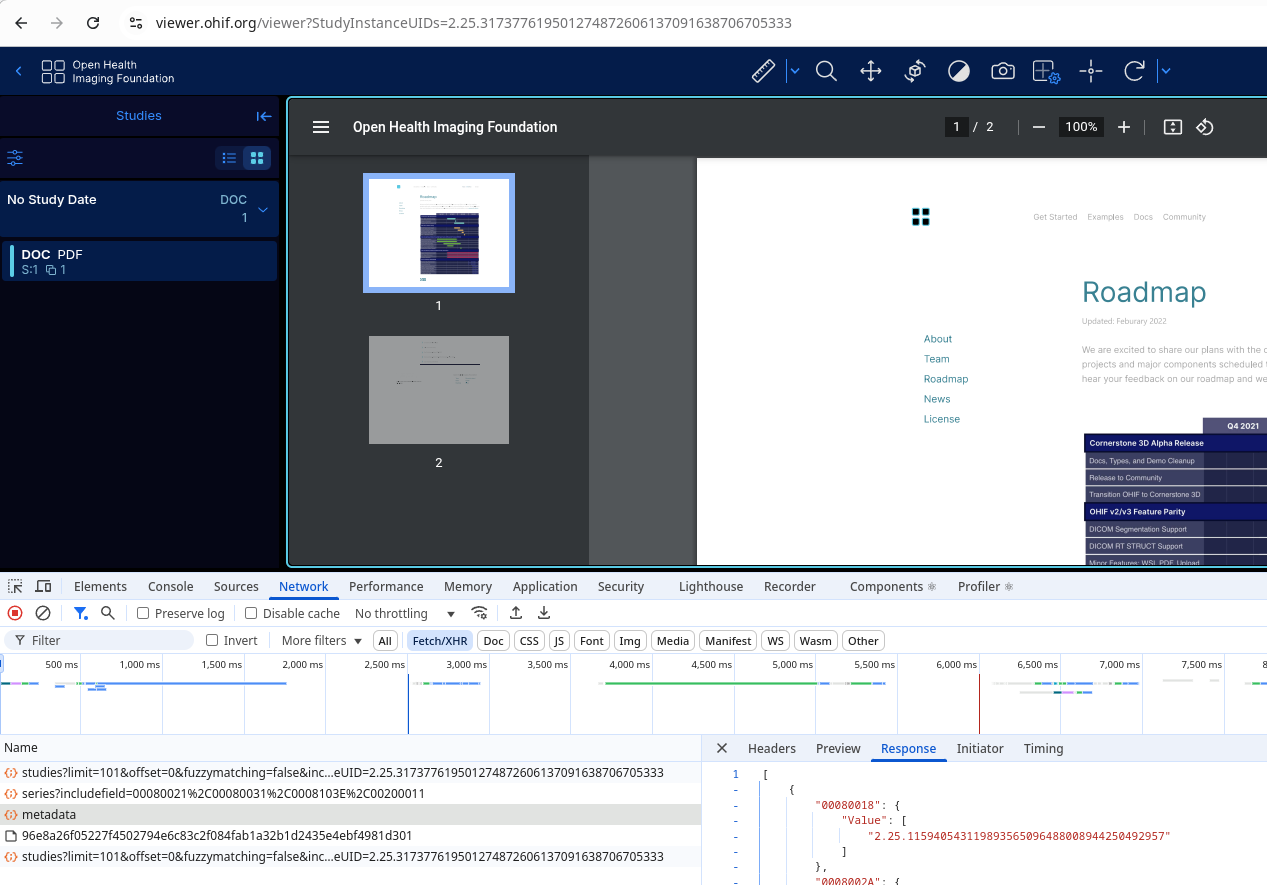 viewer.ohif.org/viewer?StudyInstanceUIDs=2.25.317377619501274872606137091638706705333
Open Health
Imaging Foundation
Studies
No Study Date
DOC
1
DOC PDF
S:1 1
Open Health Imaging Foundation
1 / 2
100%
1
2
Get Started Examples Docs Community
Roadmap
Updated: Feburary 2022
About
Team
Roadmap
News
License
We are excited to share our plans with the
projects and major components scheduled
hear your feedback on our roadmap and we
Q4 2021
Cornerstone 3D Alpha Release
Docs, Types, and Demo Cleanup
Release to Community
Transition OHIF to Cornerstone 3D
OHIF v2/v3 Feature Parity
DICOM Segmentation Support
DICOM RT STRUCT Support
Minor Features: WSI, PDF, Upload
Elements Console Sources Network Performance Memory Application Security Lighthouse Recorder Components Profiler
Preserve log Disable cache No throttling
Filter Invert More filters All Fetch/XHR Doc CSS JS Font Img Media Manifest WS Wasm Other
500 ms 1,000 ms 1,500 ms 2,000 ms 2,500 ms 3,000 ms 3,500 ms 4,000 ms 4,500 ms 5,000 ms 5,500 ms 6,000 ms 6,500 ms 7,000 ms 7,500 ms 8
Name
studies?limit=101&offset=0&fuzzymatching=false&inc…eUID=2.25.317377619501274872606137091638706705333
series?includefield=00080021%2C00080031%2C0008103E%2C00200011
metadata
96e8a26f05227f4502794e6c83c2f084fab1a32b1d2435e4ebf4981d301
studies?limit=101&offset=0&fuzzymatching=false&inc…eUID=2.25.317377619501274872606137091638706705333
Headers Preview Response Initiator Timing
1 [
- {
- "00080018": {
- "Value": [
- "2.25.115940543119893565096488008944250492957"
- ]
- },
- "0008002A": {